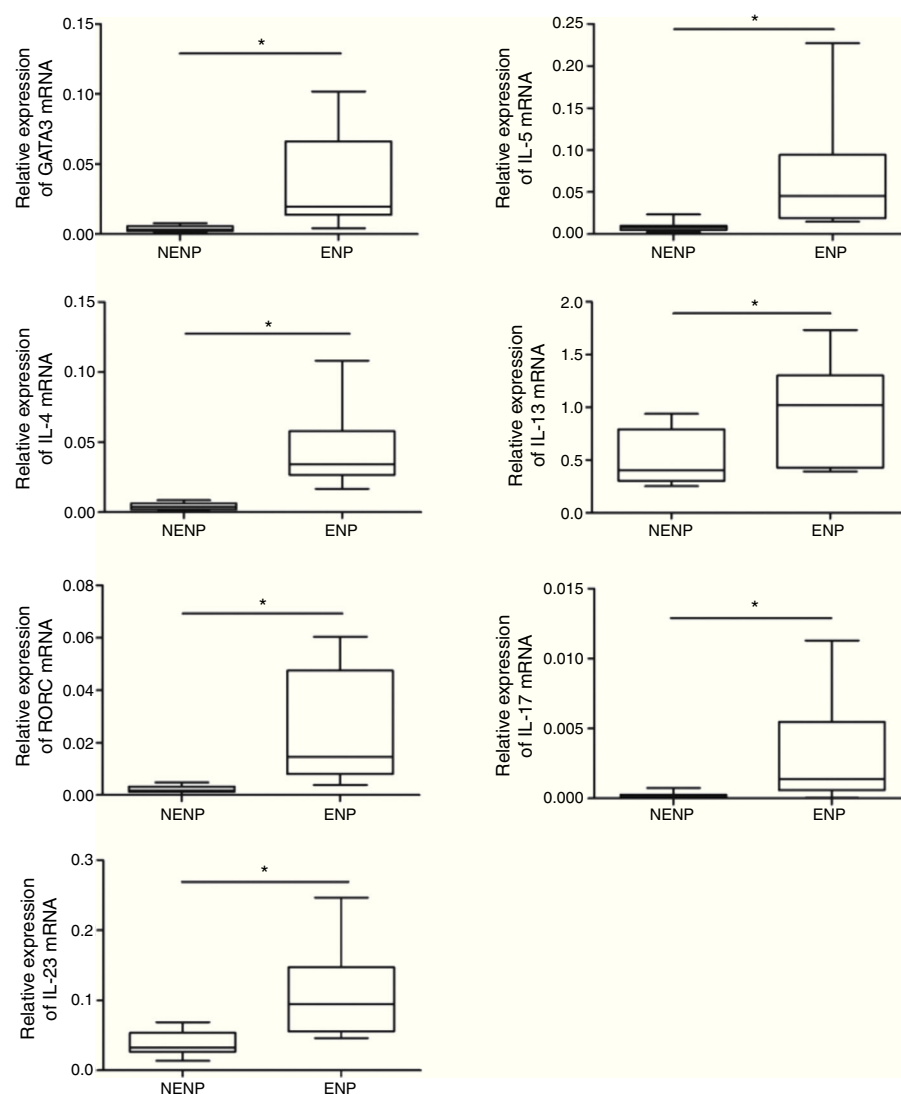 Relative expression
of GATA3 mRNA
0.15
0.10
0.05
0.00
*
NENP ENP
Relative expression
of IL-5 mRNA
0.25
0.20
0.15
0.10
0.05
0.00
*
NENP ENP
Relative expression
of IL-4 mRNA
0.15
0.10
0.05
0.00
*
NENP ENP
Relative expression
of IL-13 mRNA
2.0
1.5
1.0
0.5
0.0
*
NENP ENP
Relative expression
of RORC mRNA
0.08
0.06
0.04
0.02
0.00
*
NENP ENP
Relative expression
of IL-17 mRNA
0.015
0.010
0.005
0.000
*
NENP ENP
Relative expression
of IL-23 mRNA
0.3
0.2
0.1
0.0
*
NENP ENP